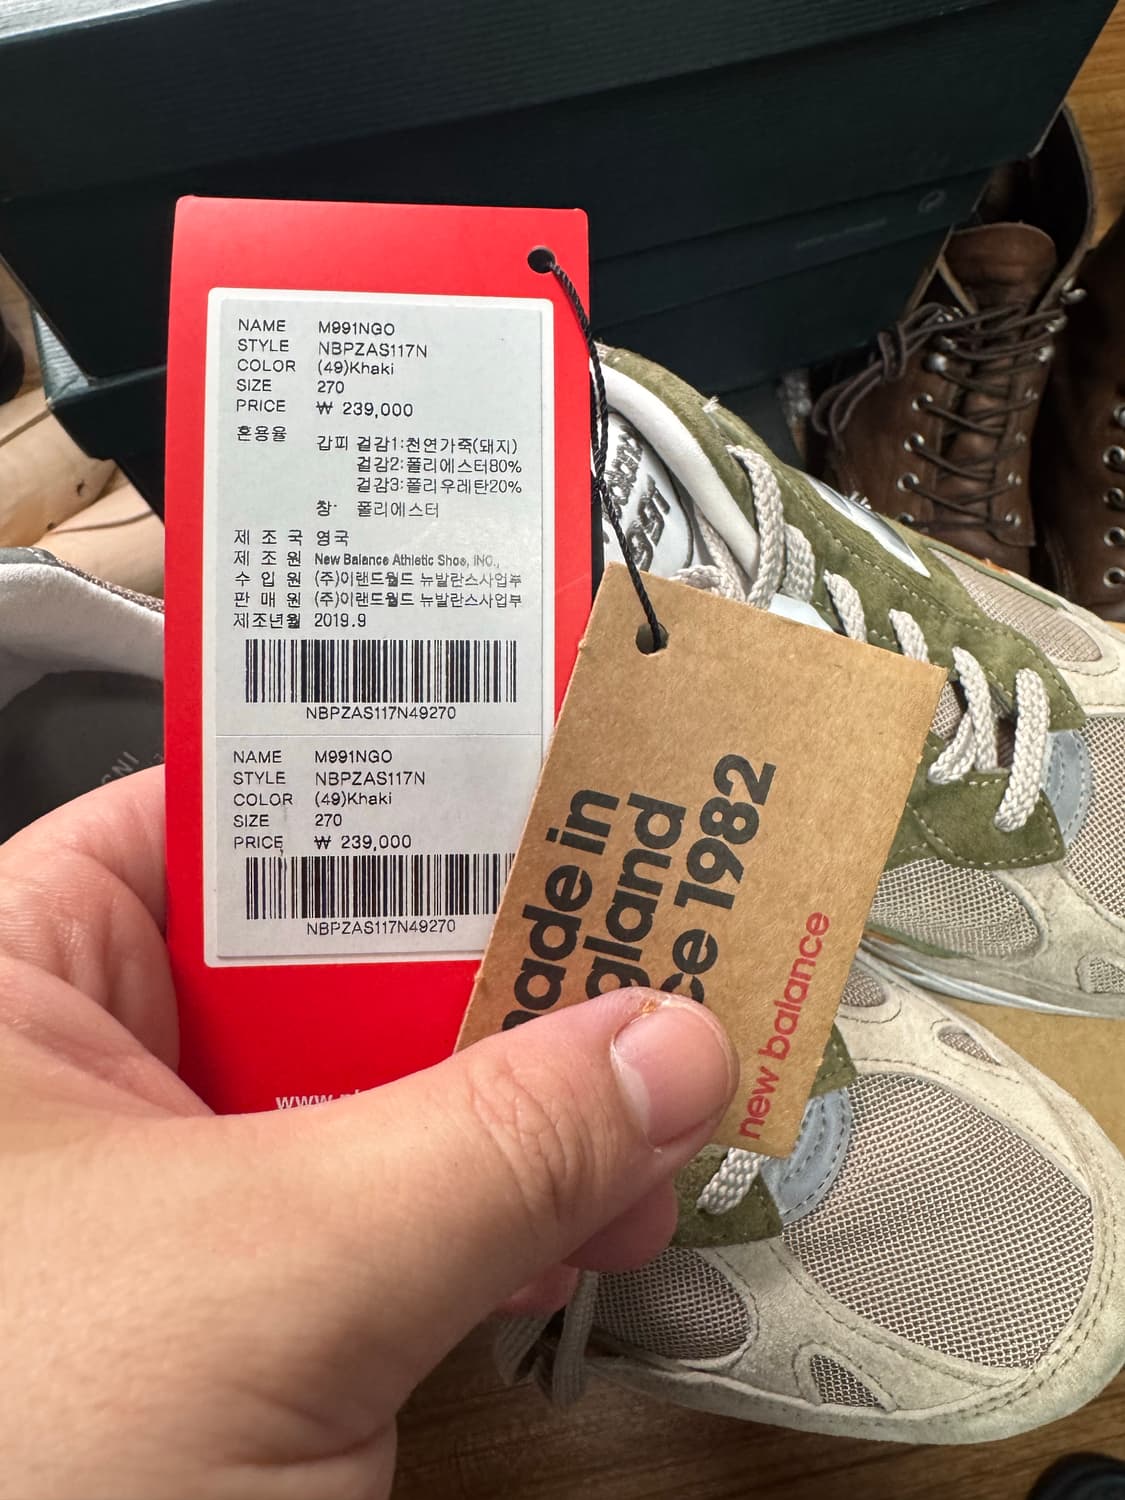 NAME M991NGO
STYLE NBPZAS117N
COLOR (49)Khaki
SIZE 270
PRICE ₩ 239,000
혼용율
갑피 겉감1:천연가죽(돼지)
겉감2:폴리에스터80%
겉감3:폴리우레탄20%
창· 폴리에스터
제 조 국 영국
제 조 원 New Balance Athletic Shoe, INC.,
수 입 원 (주)이랜드월드 뉴발란스사업부
판 매 원 (주)이랜드월드 뉴발란스사업부
제조년월 2019.9
NBPZAS117N49270
NAME M991NGO
STYLE NBPZAS117N
COLOR (49)Khaki
SIZE 270
PRICE ₩ 239,000
NBPZAS117N49270
made in
gland
ce 1982
new balance
991